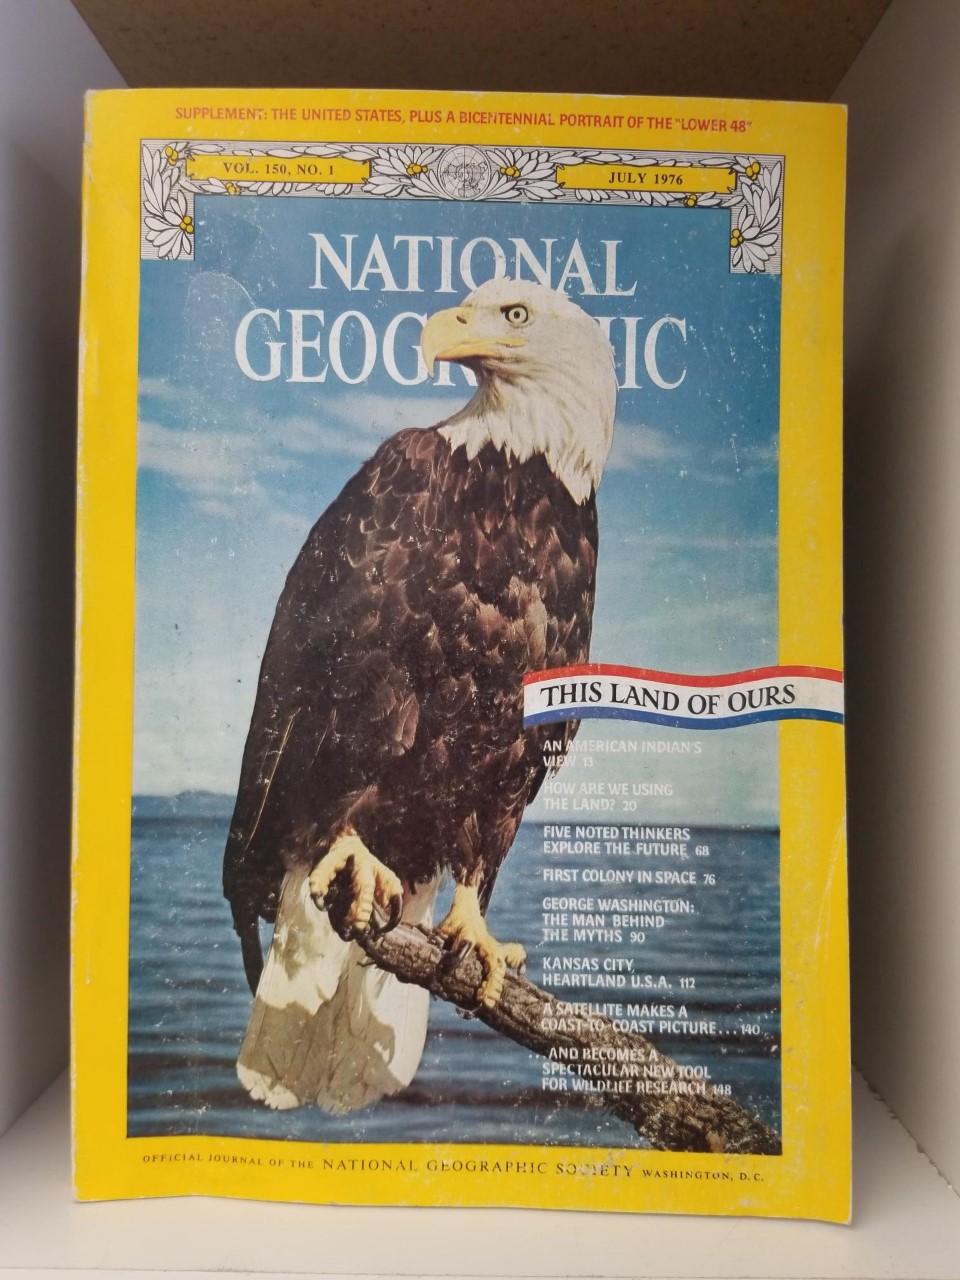 SUPPLEMENT: THE UNITED STATES, PLUS A BICENTENNIAL PORTRAIT OF THE "LOWER 48"
VOL. 150, NO. 1
JULY 1976
NATIONAL
GEOG HIC
THIS LAND OF OURS
AN AMERICAN INDIAN'S
VIEW 13
HOW ARE WE USING
THE LAND? 20
FIVE NOTED THINKERS
EXPLORE THE FUTURE 68
FIRST COLONY IN SPACE 76
GEORGE WASHINGTON:
THE MAN BEHIND
THE MYTHS 90
KANSAS CITY,
HEARTLAND U.S.A. 112
A SATELLITE MAKES A
COAST-TO-COAST PICTURE... 140
...AND BECOMES A
SPECTACULAR NEW TOOL
FOR WILDLIFE RESEARCH 148
OFFICIAL JOURNAL OF THE NATIONAL GEOGRAPHIC SOCIETY WASHINGTON, D.C.